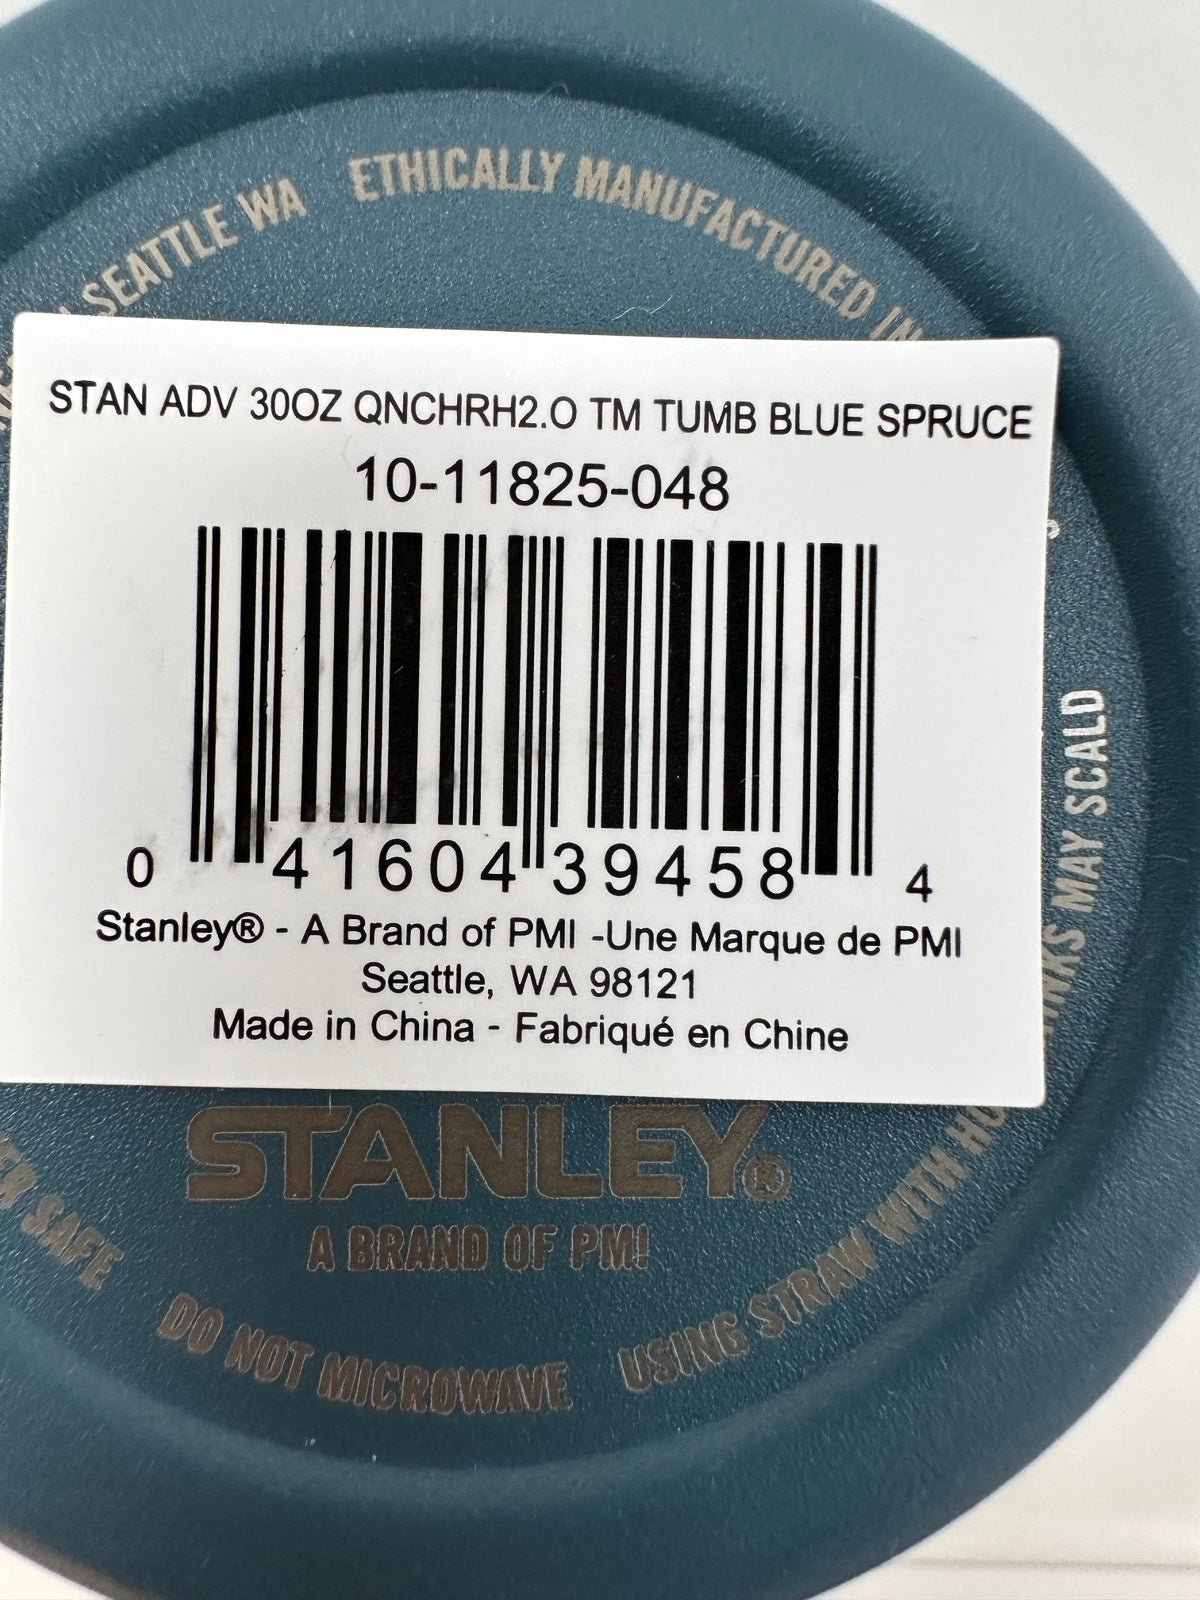 SEATTLE WA
ETHICALLY MANUFACTURED IN
STAN ADV 30OZ QNCHRH2.O TM TUMB BLUE SPRUCE
10-11825-048
0 41604 39458 4
Stanley® - A Brand of PMI -Une Marque de PMI
Seattle, WA 98121
Made in China - Fabriqué en Chine
STANLEY®
A BRAND OF PMI
SAFE
DO NOT MICROWAVE
USING STRAW WITH
MAY SCALD